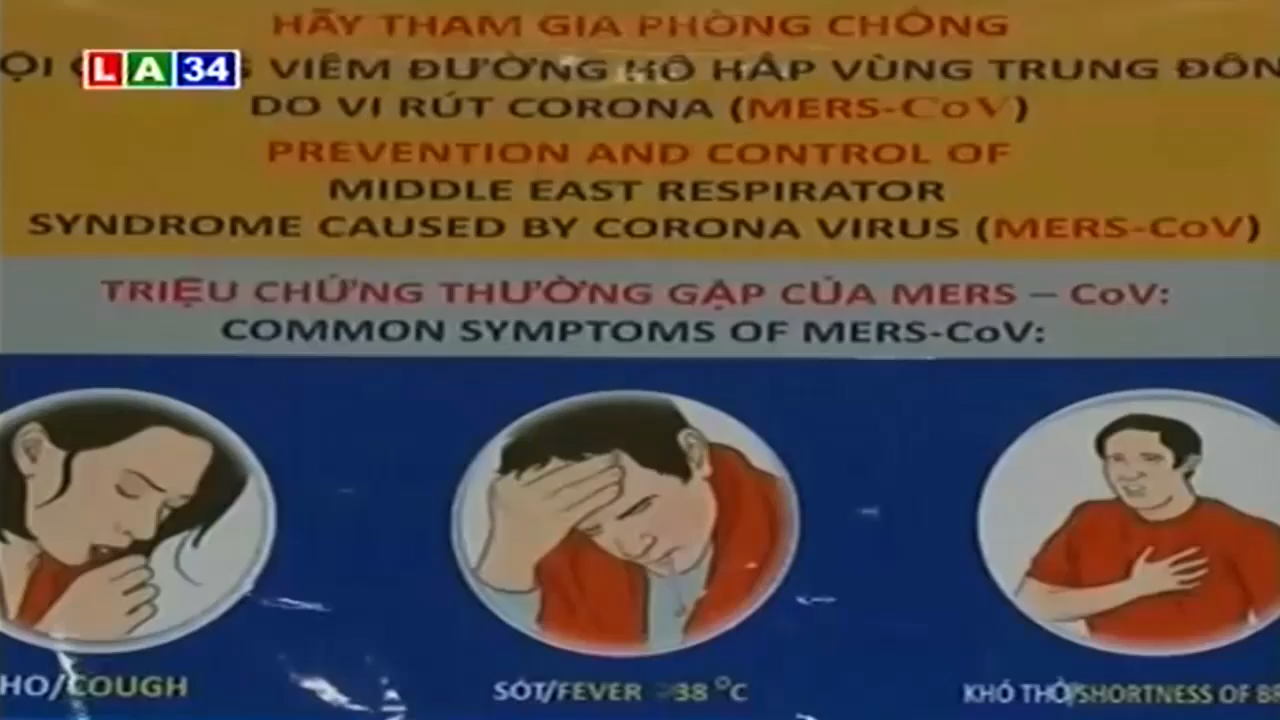 HÃY THAM GIA PHÒNG CHỐNG
LA34
VIÊM ĐƯỜNG HÔ HẤP VÙNG TRUNG ĐÔN
DO VI RÚT CORONA (MERS-CoV)
PREVENTION AND CONTROL OF
MIDDLE EAST RESPIRATOR
SYNDROME CAUSED BY CORONA VIRUS (MERS-CoV)
TRIỆU CHỨNG THƯỜNG GẶP CỦA MERS – CoV:
COMMON SYMPTOMS OF MERS-CoV:
HO/COUGH
SỐT/FEVER 38 °C
KHÓ THỞ/SHORTNESS OF